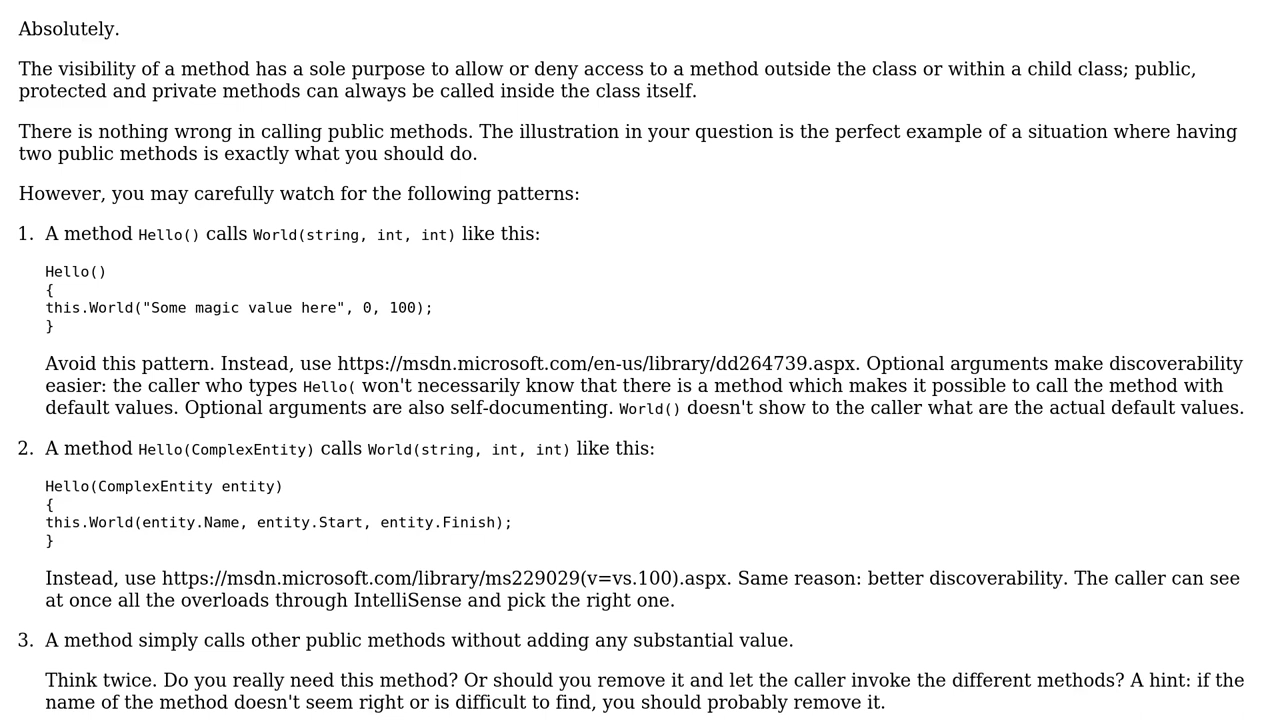 Absolutely.
The visibility of a method has a sole purpose to allow or deny access to a method outside the class or within a child class; public,
protected and private methods can always be called inside the class itself.
There is nothing wrong in calling public methods. The illustration in your question is the perfect example of a situation where having
two public methods is exactly what you should do.
However, you may carefully watch for the following patterns:
1. A method Hello() calls World(string, int, int) like this:
Hello()
{
this.World("Some magic value here", 0, 100);
}
Avoid this pattern. Instead, use https://msdn.microsoft.com/en-us/library/dd264739.aspx. Optional arguments make discoverability
easier: the caller who types Hello( won't necessarily know that there is a method which makes it possible to call the method with
default values. Optional arguments are also self-documenting. World() doesn't show to the caller what are the actual default values.
2. A method Hello(ComplexEntity) calls World(string, int, int) like this:
Hello(ComplexEntity entity)
{
this.World(entity.Name, entity.Start, entity.Finish);
}
Instead, use https://msdn.microsoft.com/library/ms229029(v=vs.100).aspx. Same reason: better discoverability. The caller can see
at once all the overloads through IntelliSense and pick the right one.
3. A method simply calls other public methods without adding any substantial value.
Think twice. Do you really need this method? Or should you remove it and let the caller invoke the different methods? A hint: if the
name of the method doesn't seem right or is difficult to find, you should probably remove it.